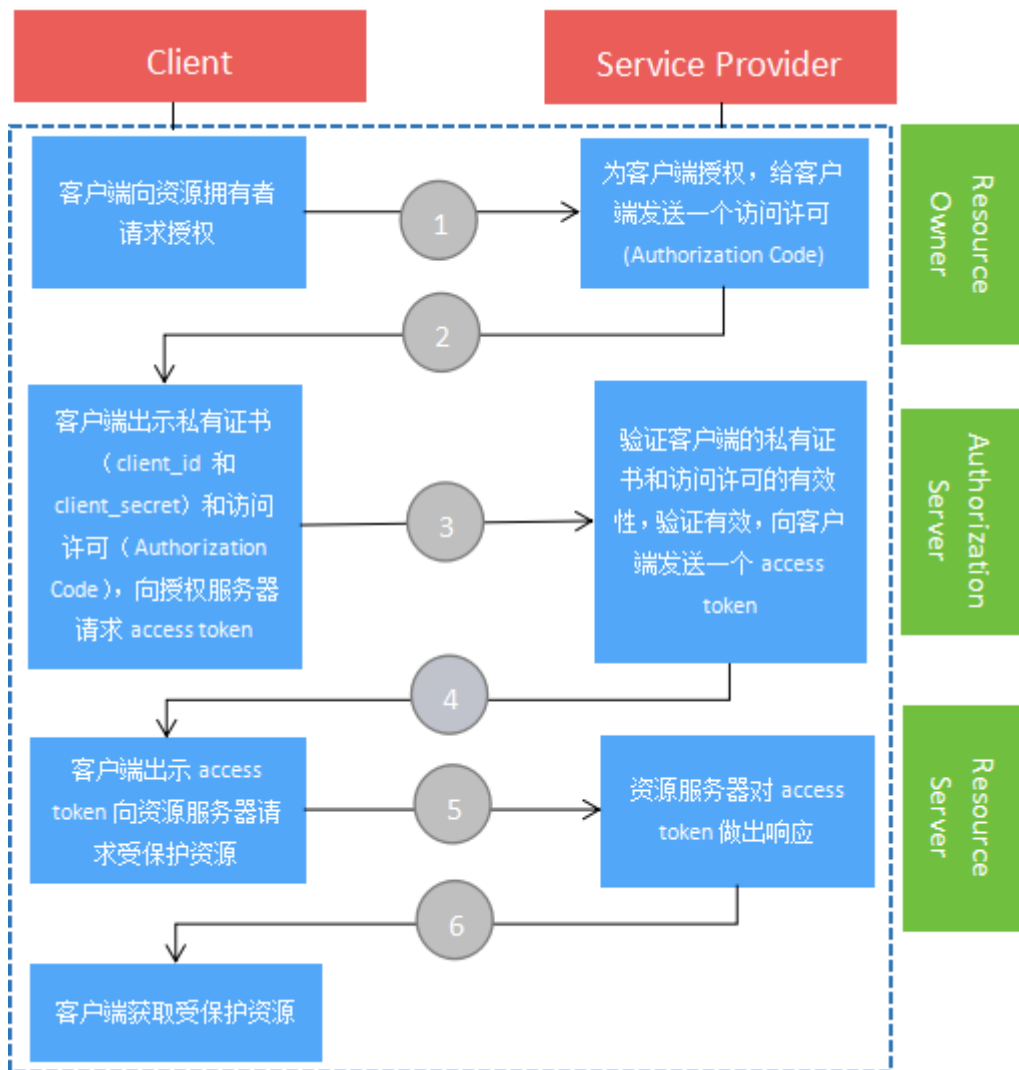 Client
Service Provider
客户端向资源拥有者
请求授权
1
为客户端授权，给客户
端发送一个访问许可
(Authorization Code)
Resource
Owner
2
客户端出示私有证书
（client_id 和
client_secret）和访问
许可（Authorization
Code），向授权服务器
请求 access token
3
验证客户端的私有证
书和访问许可的有效
性，验证有效，向客户
端发送一个 access
token
Authorization
Server
4
客户端出示 access
token 向资源服务器请
求受保护资源
5
资源服务器对 access
token 做出响应
Resource
Server
6
客户端获取受保护资源